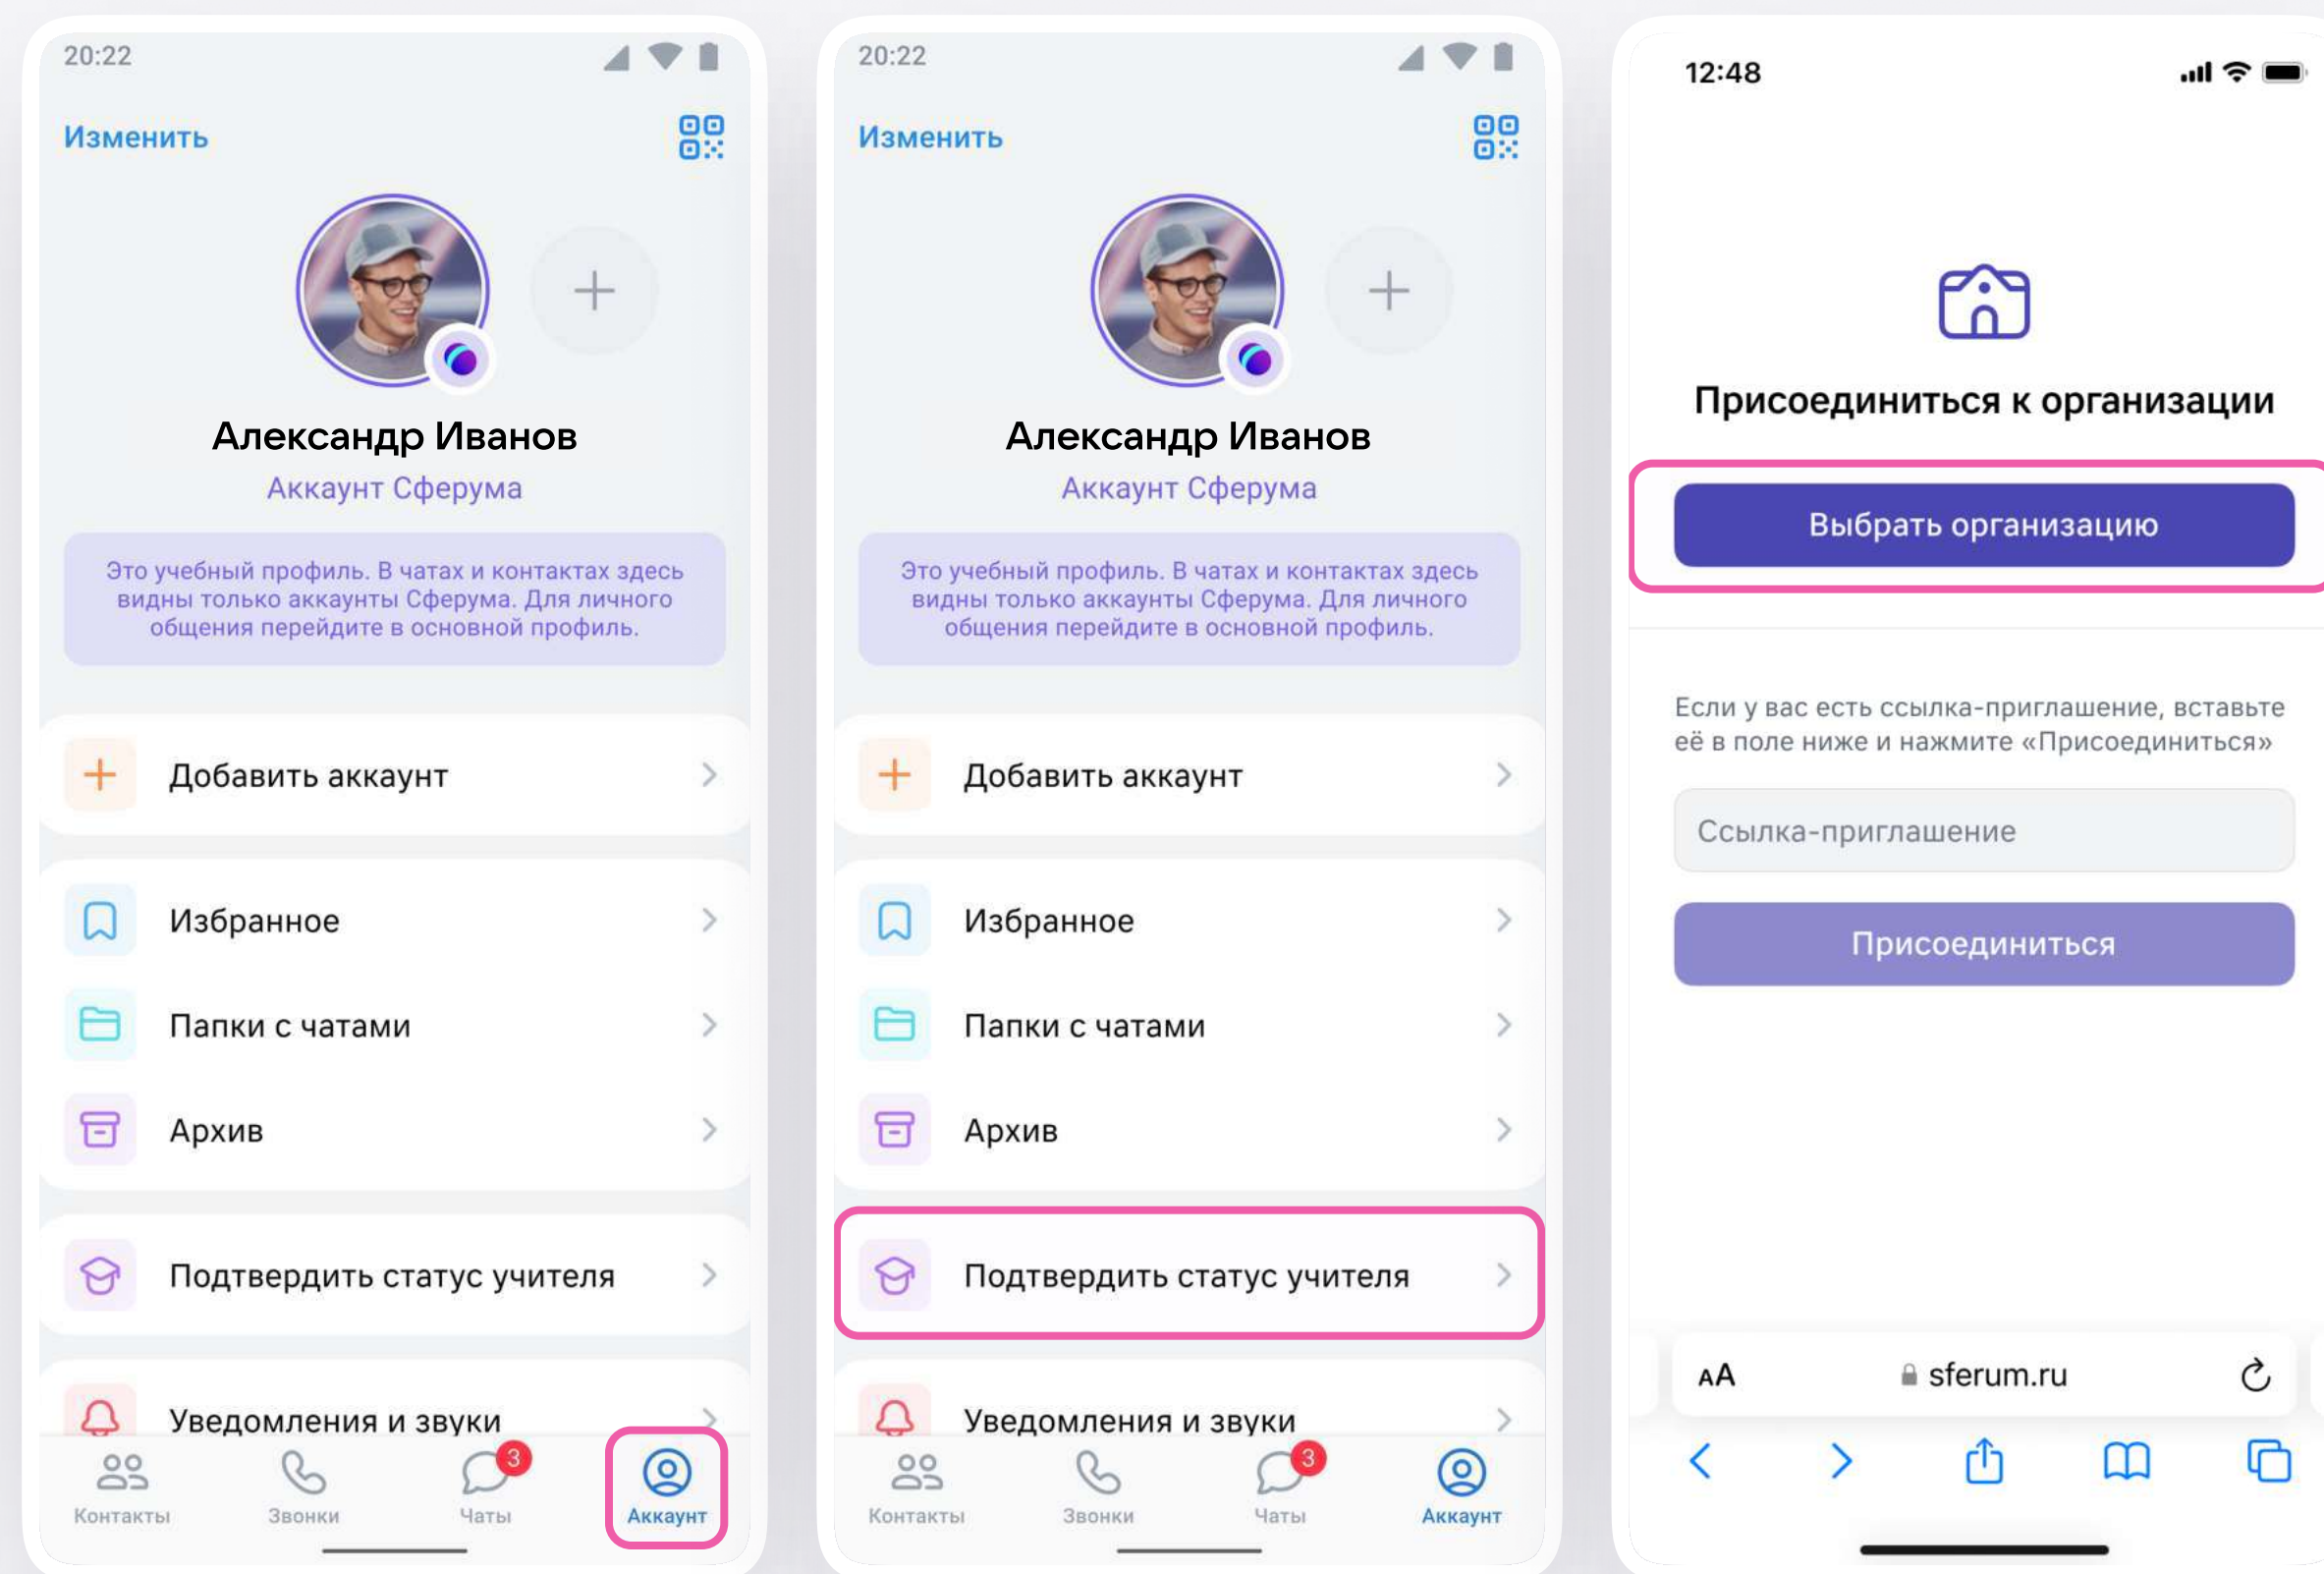 20:22
Изменить
Александр Иванов
Аккаунт Сферума
Это учебный профиль. В чатах и контактах здесь
видны только аккаунты Сферума. Для личного
общения перейдите в основной профиль.
Добавить аккаунт
Избранное
Папки с чатами
Архив
Подтвердить статус учителя
Уведомления и звуки
3
Контакты
Звонки
Чаты
Аккаунт
20:22
Изменить
Александр Иванов
Аккаунт Сферума
Это учебный профиль. В чатах и контактах здесь
видны только аккаунты Сферума. Для личного
общения перейдите в основной профиль.
Добавить аккаунт
Избранное
Папки с чатами
Архив
Подтвердить статус учителя
Уведомления и звуки
3
Контакты
Звонки
Чаты
Аккаунт
12:48
Присоединиться к организации
Выбрать организацию
Если у вас есть ссылка-приглашение, вставьте
её в поле ниже и нажмите «Присоединиться»
Ссылка-приглашение
Присоединиться
AA
sferum.ru